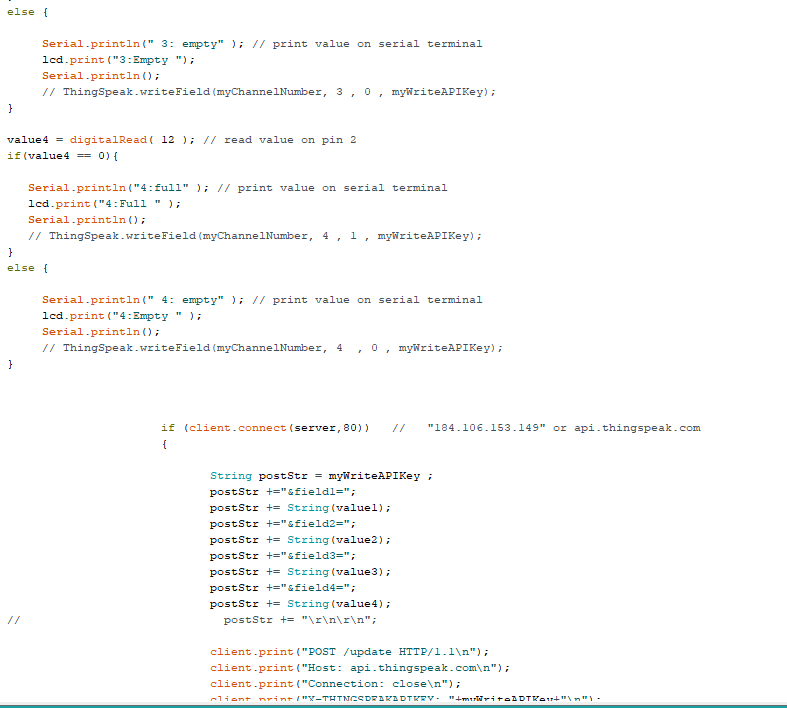 else {
Serial.println(" 3: empty" ); // print value on serial terminal
lcd.print("3:Empty ");
Serial.println();
// ThingSpeak.writeField(myChannelNumber, 3 , 0 , myWriteAPIKey);
}
value4 = digitalRead( 12 ); // read value on pin 2
if(value4 == 0){
Serial.println("4:full" ); // print value on serial terminal
lcd.print("4:Full " );
Serial.println();
// ThingSpeak.writeField(myChannelNumber, 4 , 1 , myWriteAPIKey);
}
else {
Serial.println(" 4: empty" ); // print value on serial terminal
lcd.print("4:Empty " );
Serial.println();
// ThingSpeak.writeField(myChannelNumber, 4  , 0 , myWriteAPIKey);
}
if (client.connect(server,80))   //   "184.106.153.149" or api.thingspeak.com
{
String postStr = myWriteAPIKey ;
postStr +="&field1=";
postStr += String(value1);
postStr +="&field2=";
postStr += String(value2);
postStr +="&field3=";
postStr += String(value3);
postStr +="&field4=";
postStr += String(value4);
//                             postStr += "\r\n\r\n";
client.print("POST /update HTTP/1.1\n");
client.print("Host: api.thingspeak.com\n");
client.print("Connection: close\n");
client.print("X-THINGSPEAKAPIKEY: "+myWriteAPIKey+"\n");